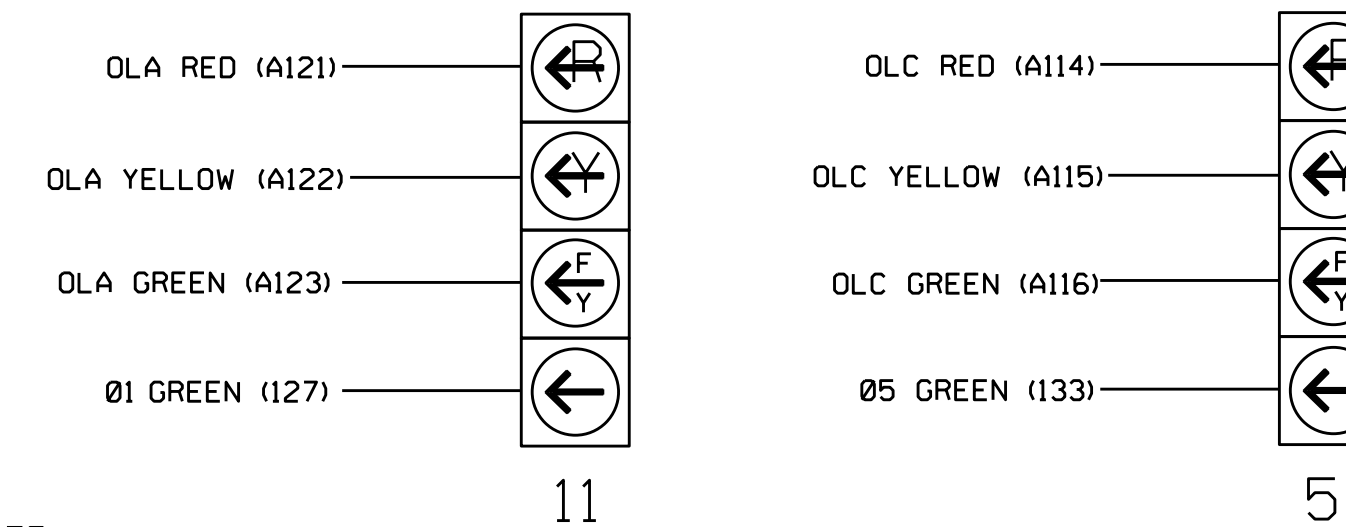 OLA RED (A121)
R
OLA YELLOW (A122)
Y
OLA GREEN (A123)
F
Y
Ø1 GREEN (127)
11
OLC RED (A114)
OLC YELLOW (A115)
OLC GREEN (A116)
Ø5 GREEN (133)
5